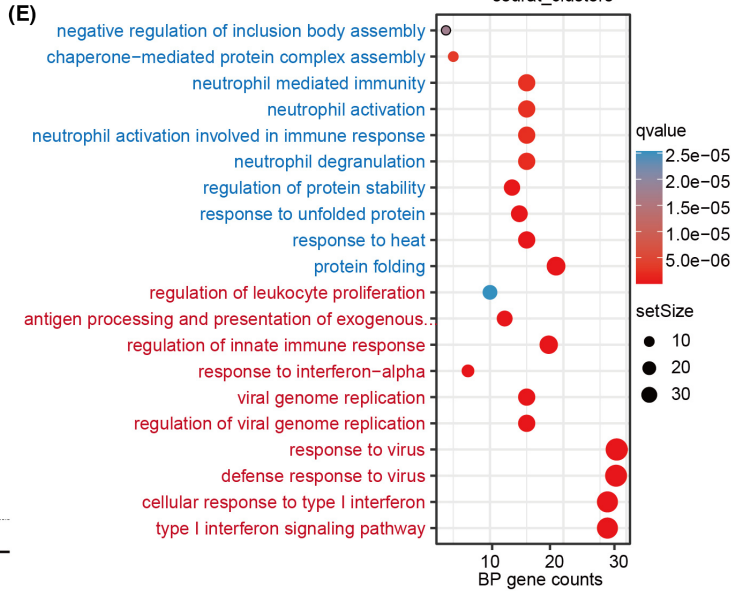 (E)
negative regulation of inclusion body assembly
chaperone−mediated protein complex assembly
neutrophil mediated immunity
neutrophil activation
neutrophil activation involved in immune response
neutrophil degranulation
regulation of protein stability
response to unfolded protein
response to heat
protein folding
regulation of leukocyte proliferation
antigen processing and presentation of exogenous..
regulation of innate immune response
response to interferon−alpha
viral genome replication
regulation of viral genome replication
response to virus
defense response to virus
cellular response to type I interferon
type I interferon signaling pathway
10 20 30
BP gene counts
qvalue
2.5e−05
2.0e−05
1.5e−05
1.0e−05
5.0e−06
setSize
10
20
30